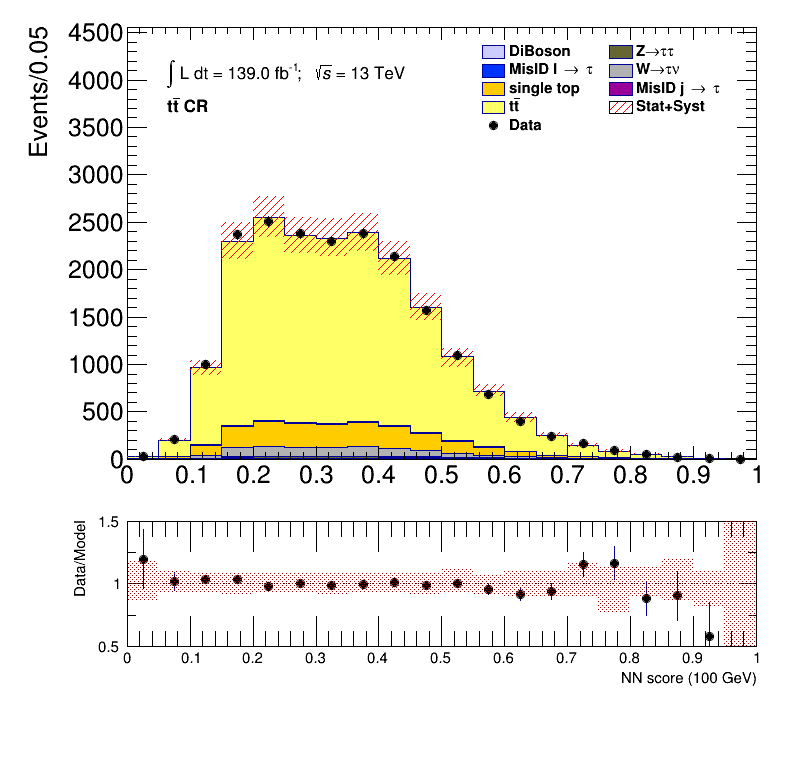 Events/0.05
4500
4000
3500
3000
2500
2000
1500
1000
500
0
∫ L dt = 139.0 fb⁻¹; √s = 13 TeV
tt̄ CR
DiBoson
MisID l → τ
single top
tt̄
Data
Z→ττ
W→τν
MisID j → τ
Stat+Syst
0 0.1 0.2 0.3 0.4 0.5 0.6 0.7 0.8 0.9 1
Data/Model
1.5
1
0.5
0 0.1 0.2 0.3 0.4 0.5 0.6 0.7 0.8 0.9 1
NN score (100 GeV)